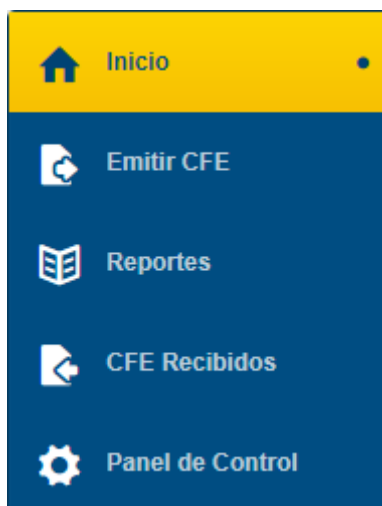 Inicio
Emitir CFE
Reportes
CFE Recibidos
Panel de Control